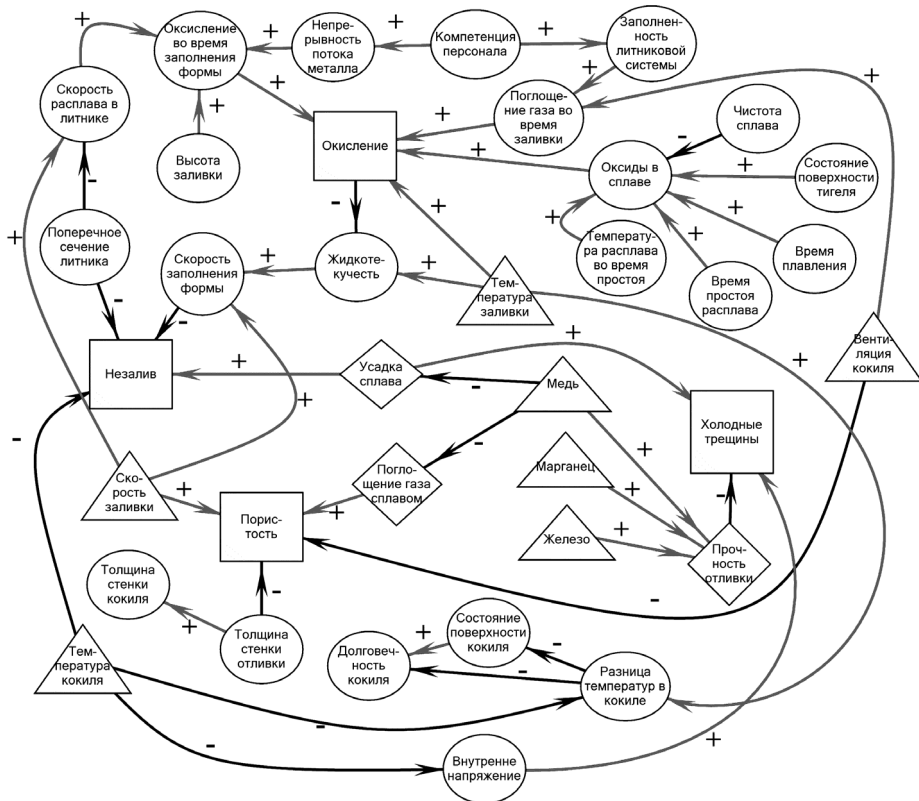 Окисление
во время
заполнения
формы
+
+
Непре-
рывность
потока
металла
+
Компетенция
персонала
+
Заполнен-
ность
литниковой
системы
+
+
Скорость
расплава в
литнике
+
+
Высота
заливки
Окисление
+
Поглоще-
ние газа во
время
заливки
+
-
Чистота
сплава
Оксиды в
сплаве
+
Состояние
поверхности
тигеля
-
+
Поперечное
сечение
литника
-
Скорость
заполнения
формы
+
Жидкоте-
кучесть
-
+
+
Тем-
пература
заливки
+
Температу-
ра расплава
во время
простоя
+
Время
простоя
расплава
+
Время
плавления
-
Незалив
+
Усадка
сплава
-
Медь
+
+
Венти-
ляция
кокиля
Холодные
трещины
-
+
-
Поглоще-
ние газа
сплавом
+
+
Марганец
+
Железо
+
-
Проч-
ность
отливки
Ско-
рость
заливки
+
Порис-
тость
-
-
Толщина
стенки
кокиля
+
Толщина
стенки
отливки
Тем-
пература
кокиля
-
Состояние
поверхности
кокиля
+
Долговеч-
ность
кокиля
-
-
Разница
температур в
кокиле
-
Внутренне
напряжение
+